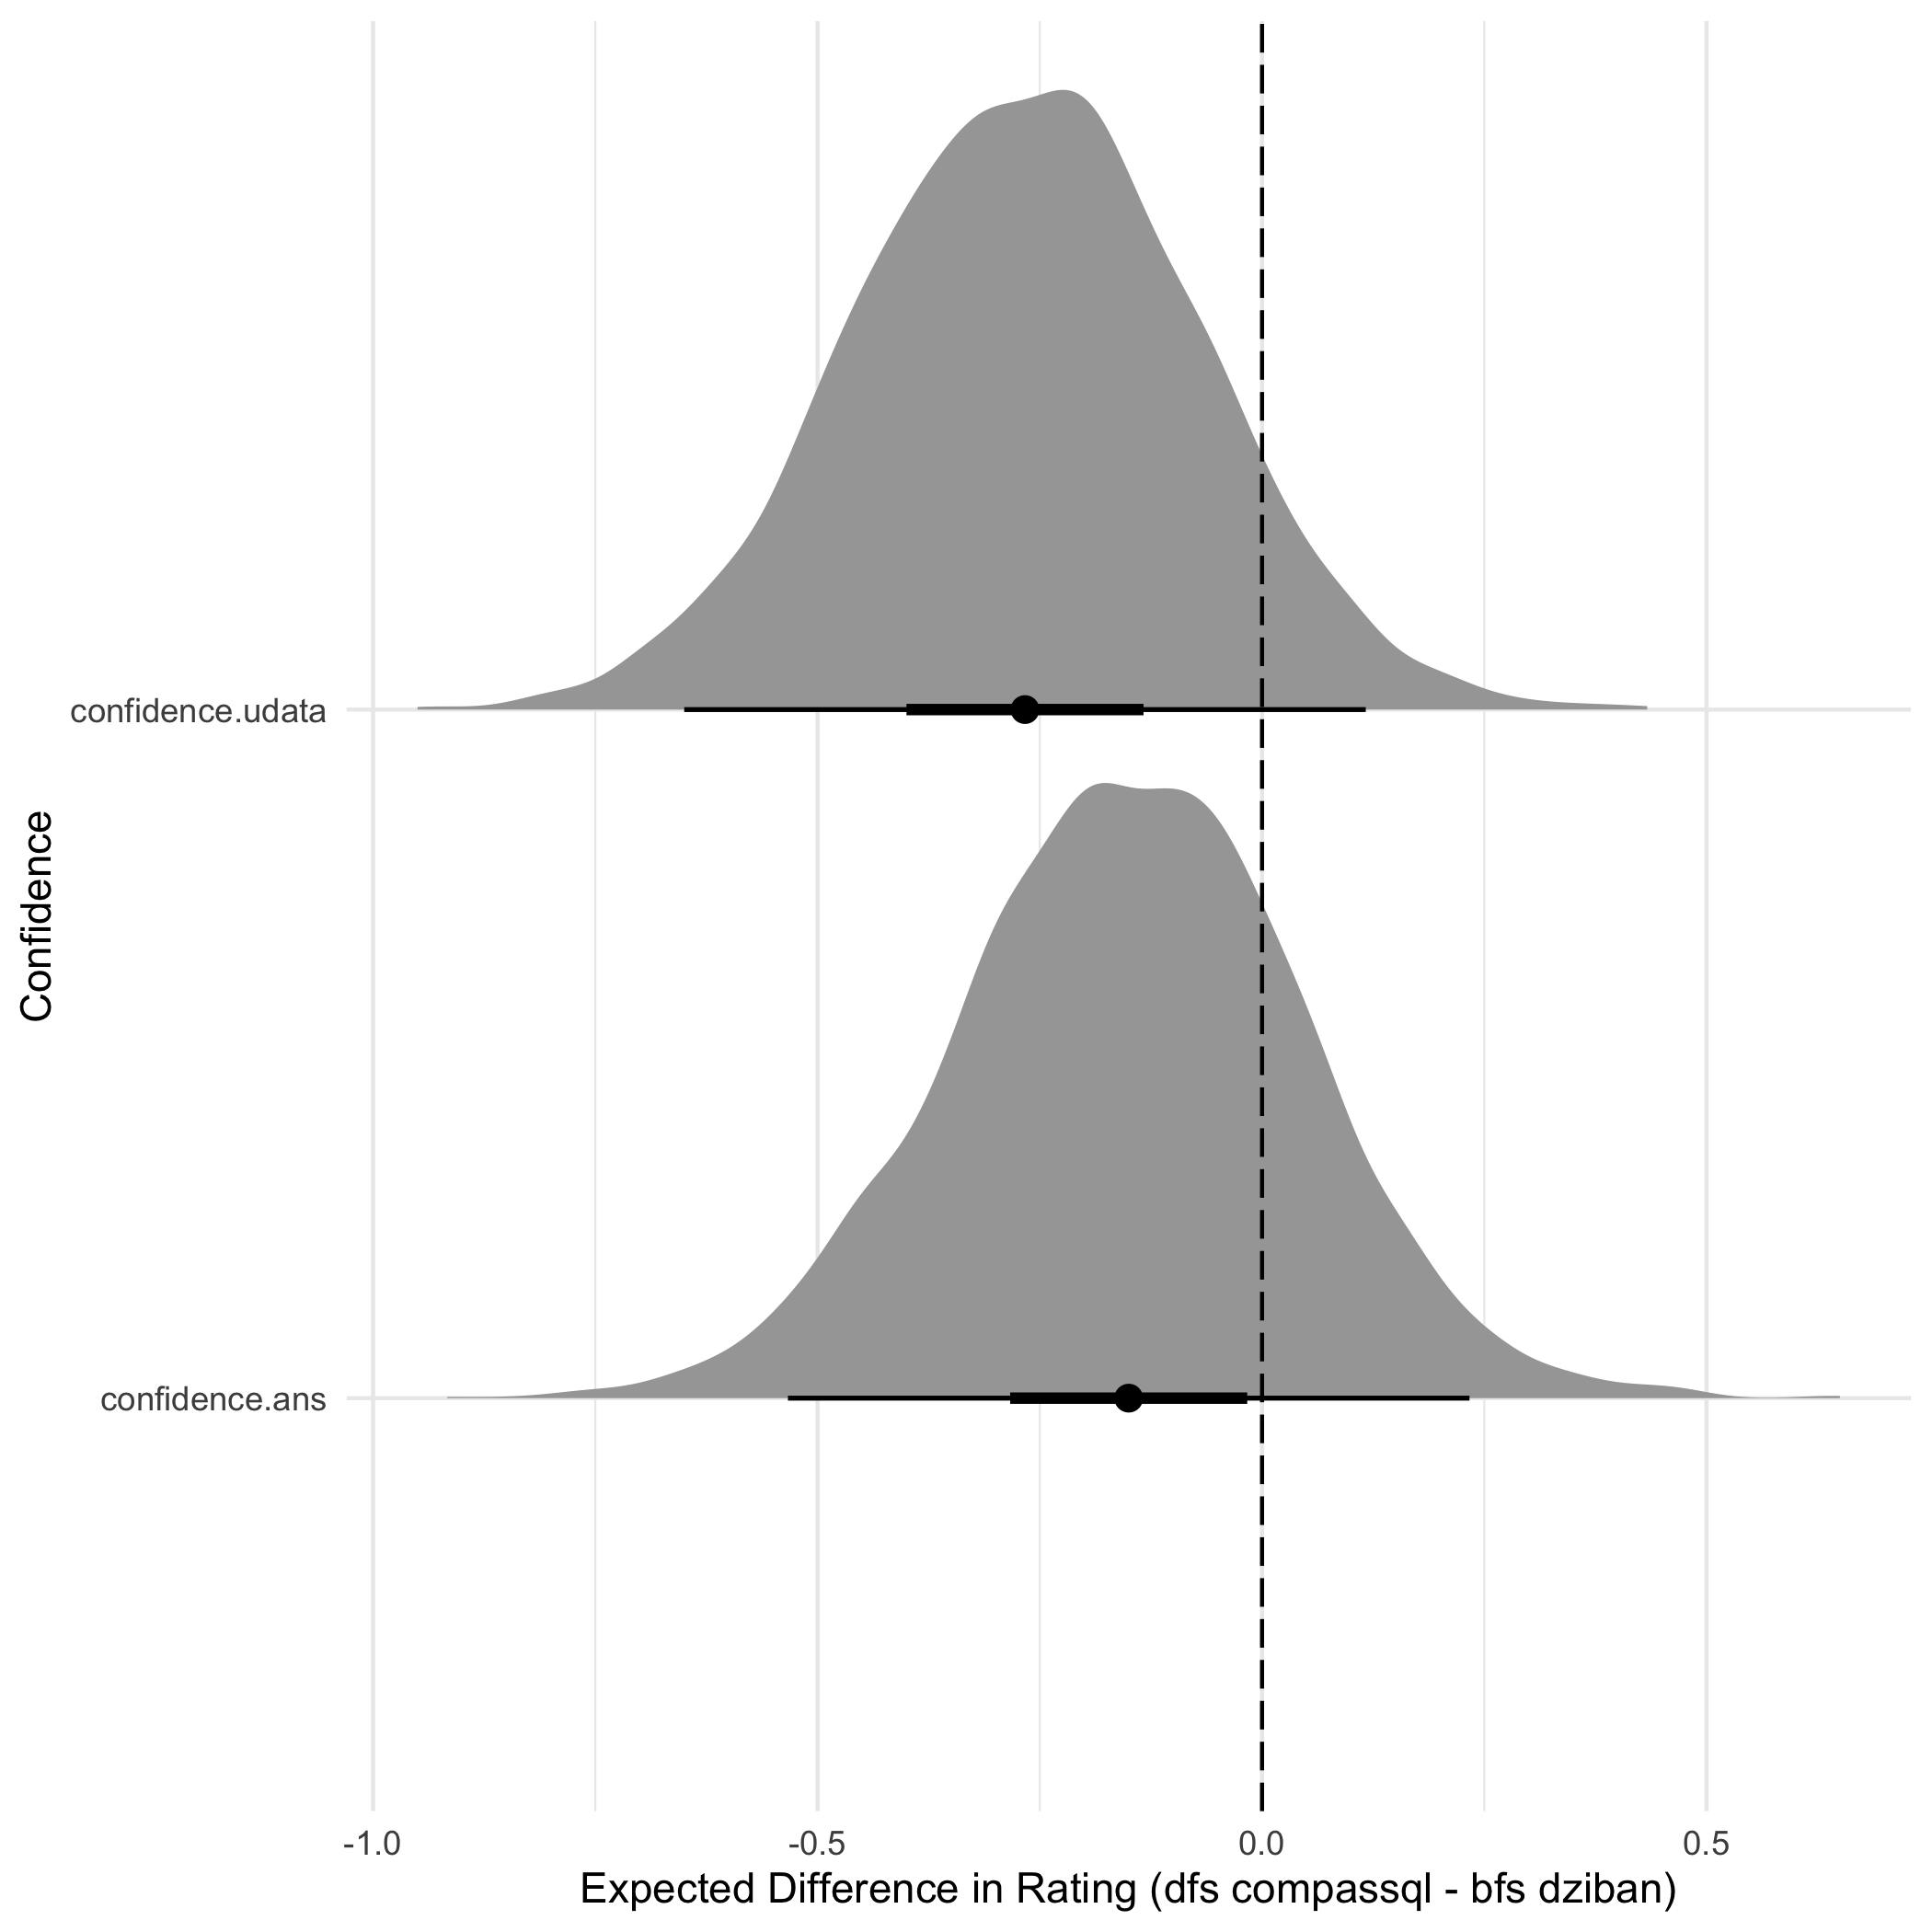 confidence.udata
Confidence
confidence.ans
-1.0 -0.5 0.0 0.5
Expected Difference in Rating (dfs compassql - bfs dziban)